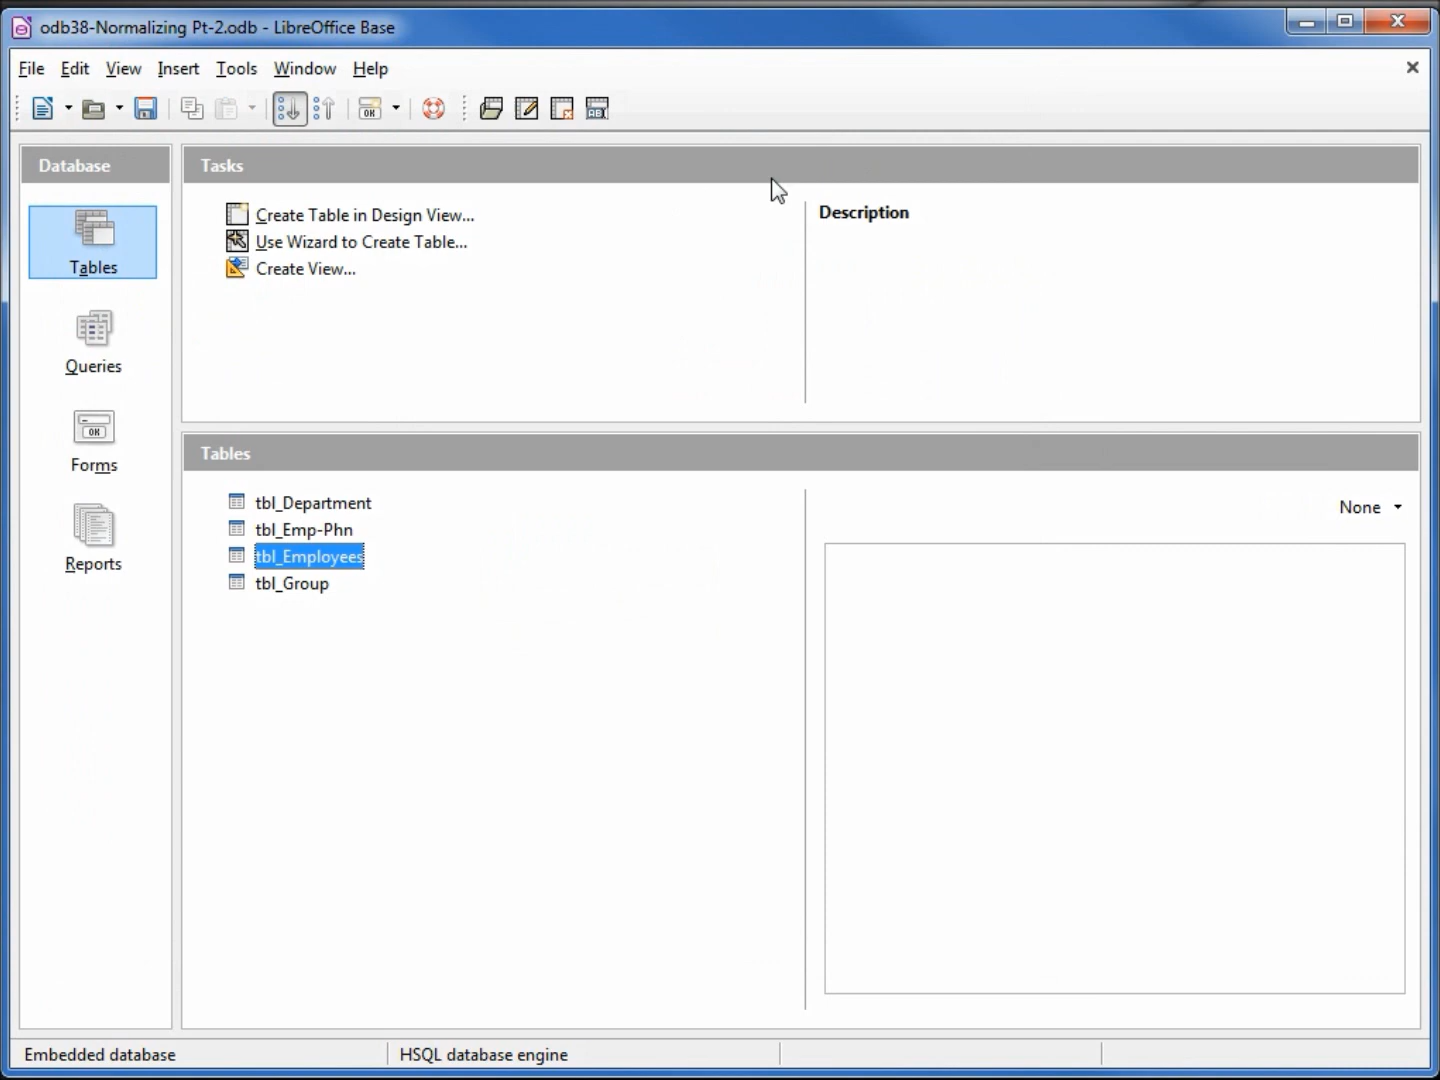 odb38-Normalizing Pt-2.odb - LibreOffice Base
File Edit View Insert Tools Window Help
Database
Tables
Queries
Forms
Reports
Tasks
Create Table in Design View...
Use Wizard to Create Table...
Create View...
Description
Tables
tbl_Department
tbl_Emp-Phn
tbl_Employees
tbl_Group
None
Embedded database
HSQL database engine